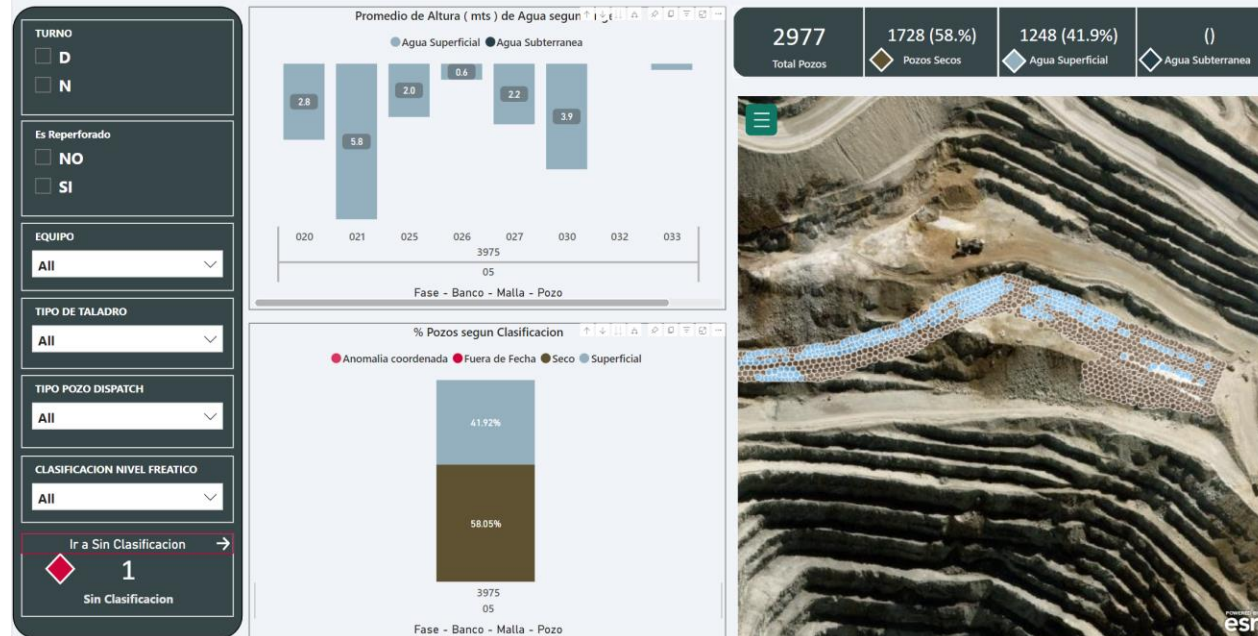 TURNO
D
N
Es Reperforado
NO
SI
EQUIPO
All
TIPO DE TALADRO
All
TIPO POZO DISPATCH
All
CLASIFICACION NIVEL FREATICO
All
Ir a Sin Clasificacion
1
Sin Clasificacion
Promedio de Altura ( mts ) de Agua segun
Agua Superficial Agua Subterranea
2.8
5.8
2.0
0.6
2.2
3.9
020 021 025 026 027 030 032 033
3975
05
Fase - Banco - Malla - Pozo
% Pozos segun Clasificacion
Anomalia coordenada Fuera de Fecha Seco Superficial
41.92%
58.05%
3975
05
Fase - Banco - Malla - Pozo
2977
Total Pozos
1728 (58.%)
Pozos Secos
1248 (41.9%)
Agua Superficial
()
Agua Subterranea
POWERED BY
esri